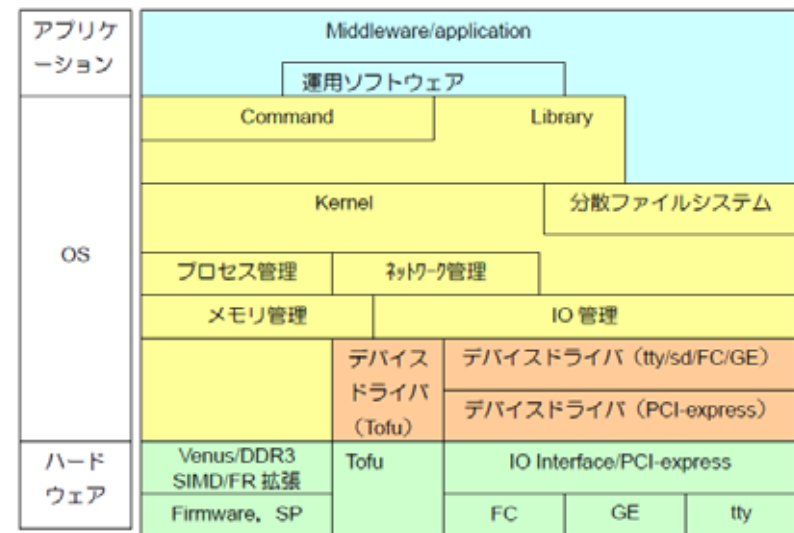 アプリケ
ーション
Middleware/application
運用ソフトウェア
OS
Command
Library
Kernel
分散ファイルシステム
プロセス管理
ﾈｯﾄﾜｰｸ管理
メモリ管理
IO 管理
デバイス
ドライバ
（Tofu）
デバイスドライバ（tty/sd/FC/GE）
デバイスドライバ（PCI-express）
ハード
ウェア
Venus/DDR3
SIMD/FR 拡張
Tofu
IO Interface/PCI-express
Firmware，SP
FC
GE
tty